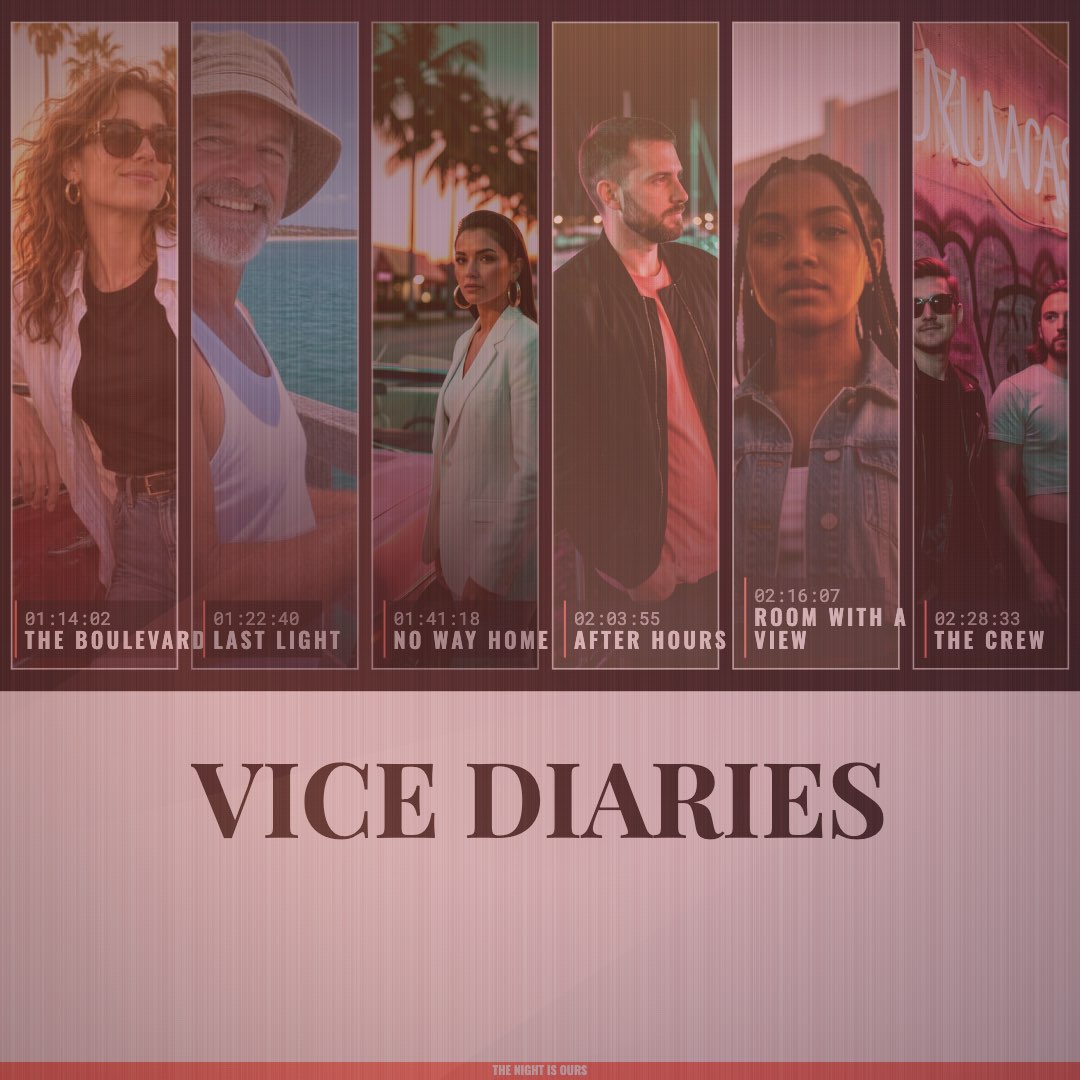 01:14:02
THE BOULEVARD
01:22:40
LAST LIGHT
01:41:18
NO WAY HOME
02:03:55
AFTER HOURS
02:16:07
ROOM WITH A
VIEW
02:28:33
THE CREW
VICE DIARIES
THE NIGHT IS OURS